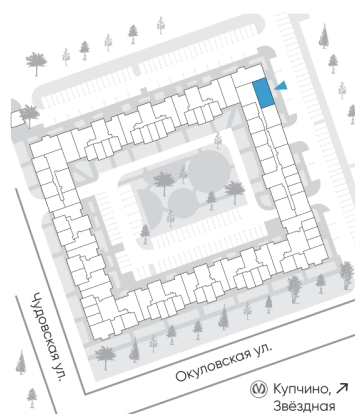 Чудовская ул.
Окуловская ул.
М Купчино, ↗
Звёздная